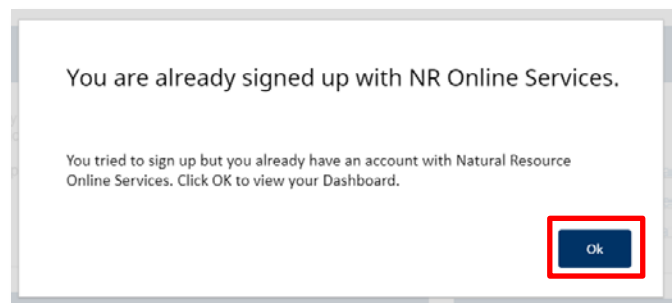 You are already signed up with NR Online Services.
You tried to sign up but you already have an account with Natural Resource
Online Services. Click OK to view your Dashboard.
Ok